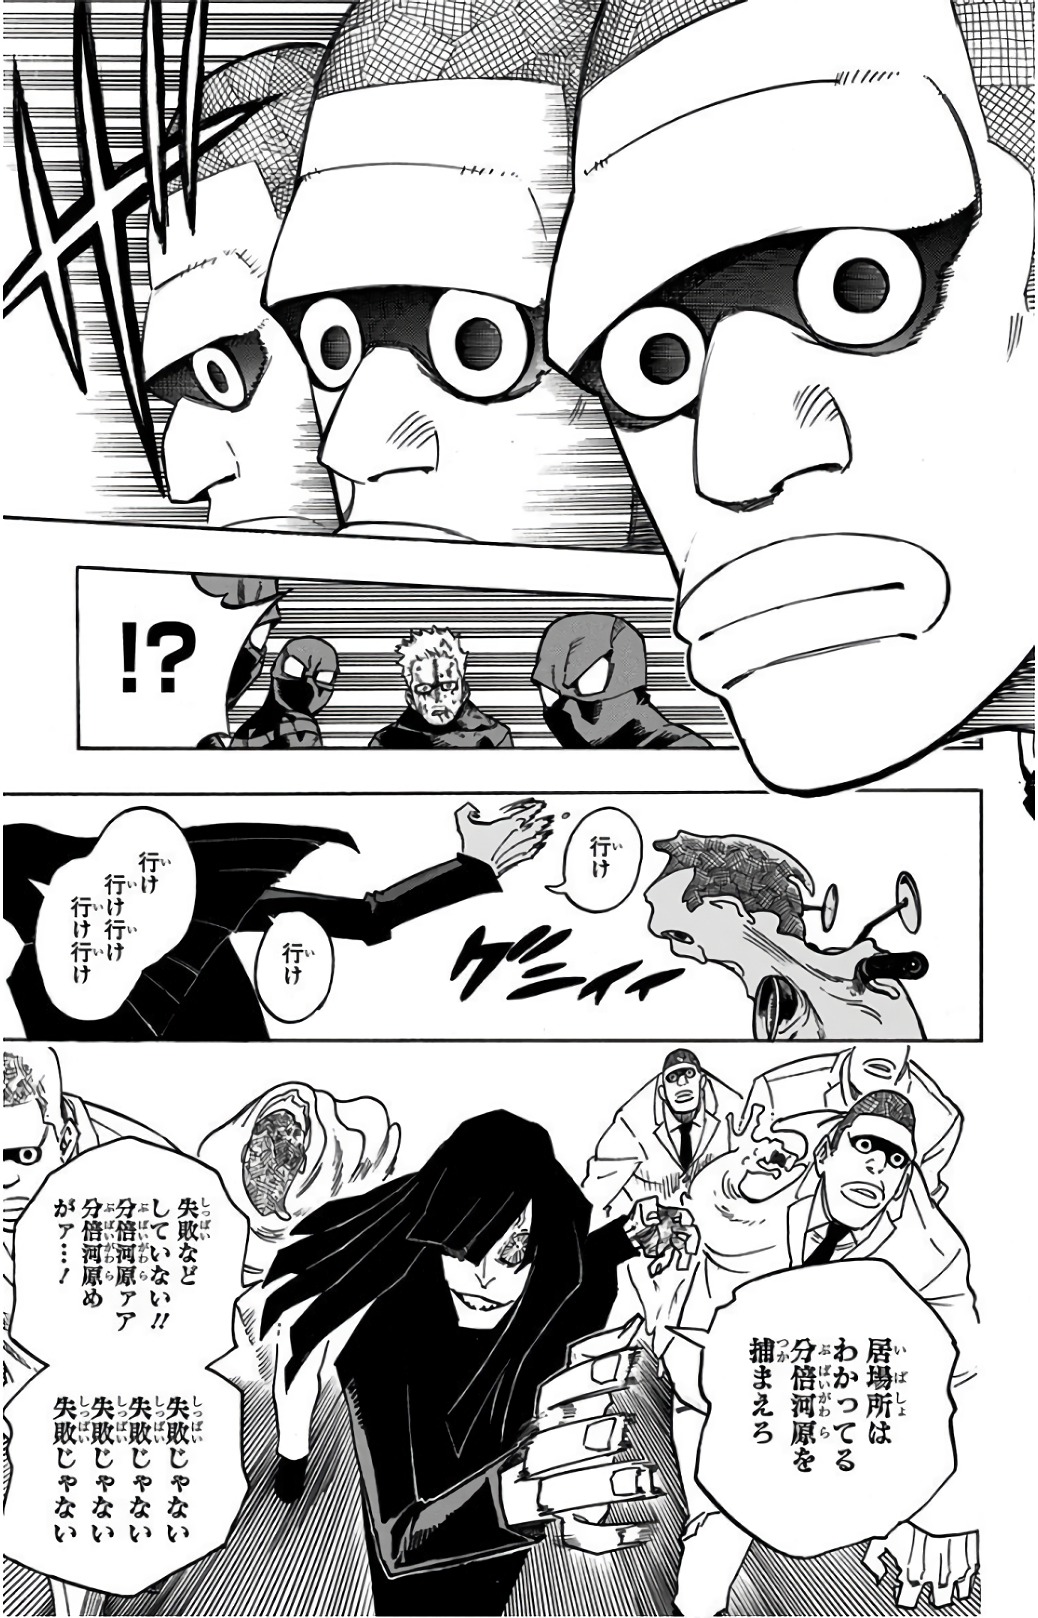 メリ
!?
行け
行け
行け
行け行け
行け行け
グニィィ
居場所は
わかってる
分倍河原を
捕まえろ
失敗など
していない!!
分倍河原ァア
分倍河原め
がァ…!
失敗じゃない
失敗じゃない
失敗じゃない
失敗じゃない